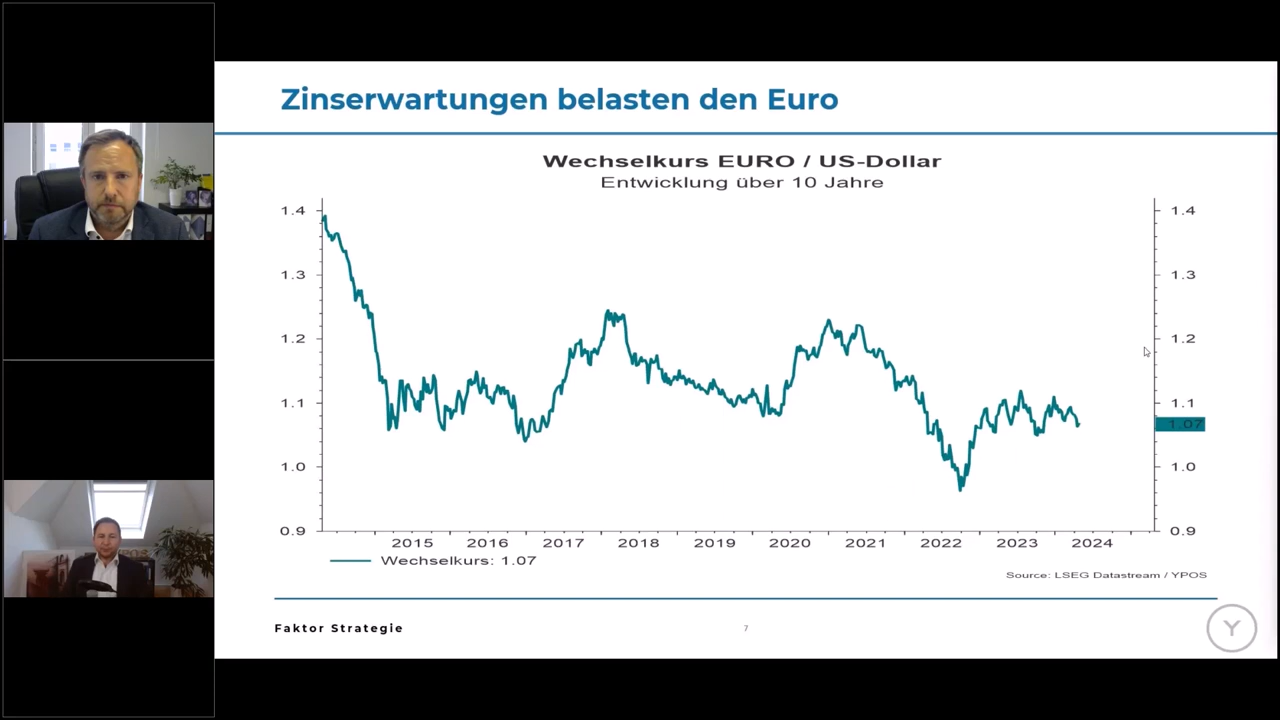 Zinserwartungen belasten den Euro
Wechselkurs EURO / US-Dollar
Entwicklung über 10 Jahre
1.4 1.4
1.3 1.3
1.2 1.2
1.1 1.1
1.07
1.0 1.0
0.9 0.9
2015 2016 2017 2018 2019 2020 2021 2022 2023 2024
Wechselkurs: 1.07
Source: LSEG Datastream / YPOS
Faktor Strategie
7
Y
YPOS